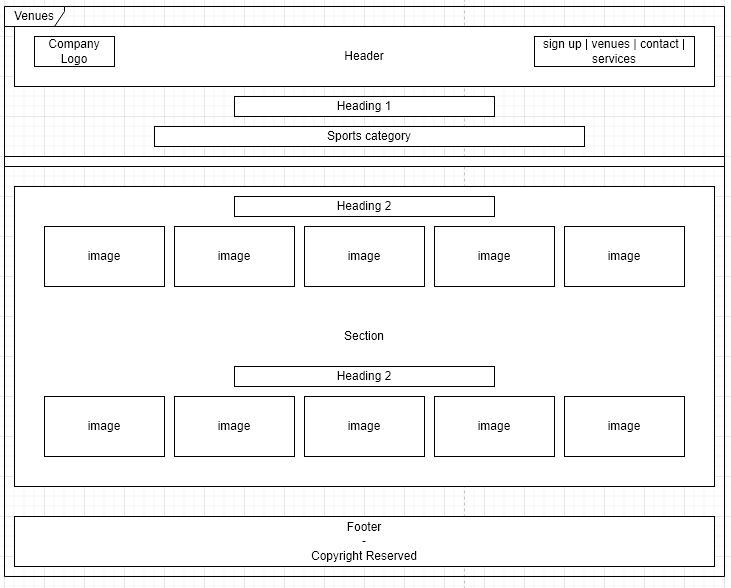 Venues
Company
Logo
Header
sign up | venues | contact |
services
Heading 1
Sports category
Heading 2
image
image
image
image
image
Section
Heading 2
image
image
image
image
image
Footer
-
Copyright Reserved